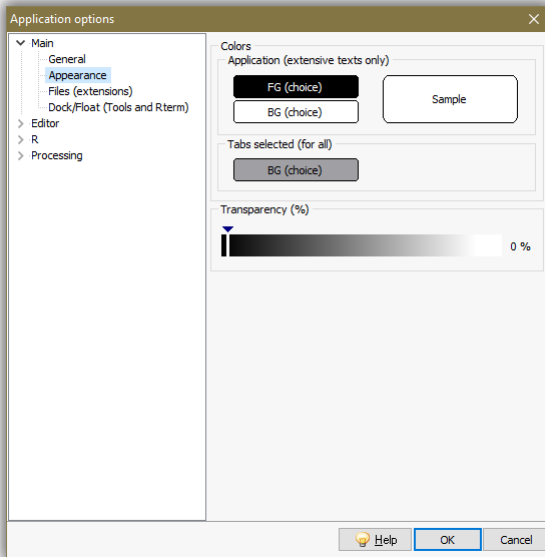 Application options
Main
General
Appearance
Files (extensions)
Dock/Float (Tools and Rterm)
Editor
R
Processing
Colors
Application (extensive texts only)
FG (choice)
BG (choice)
Sample
Tabs selected (for all)
BG (choice)
Transparency (%)
0 %
Help
OK
Cancel